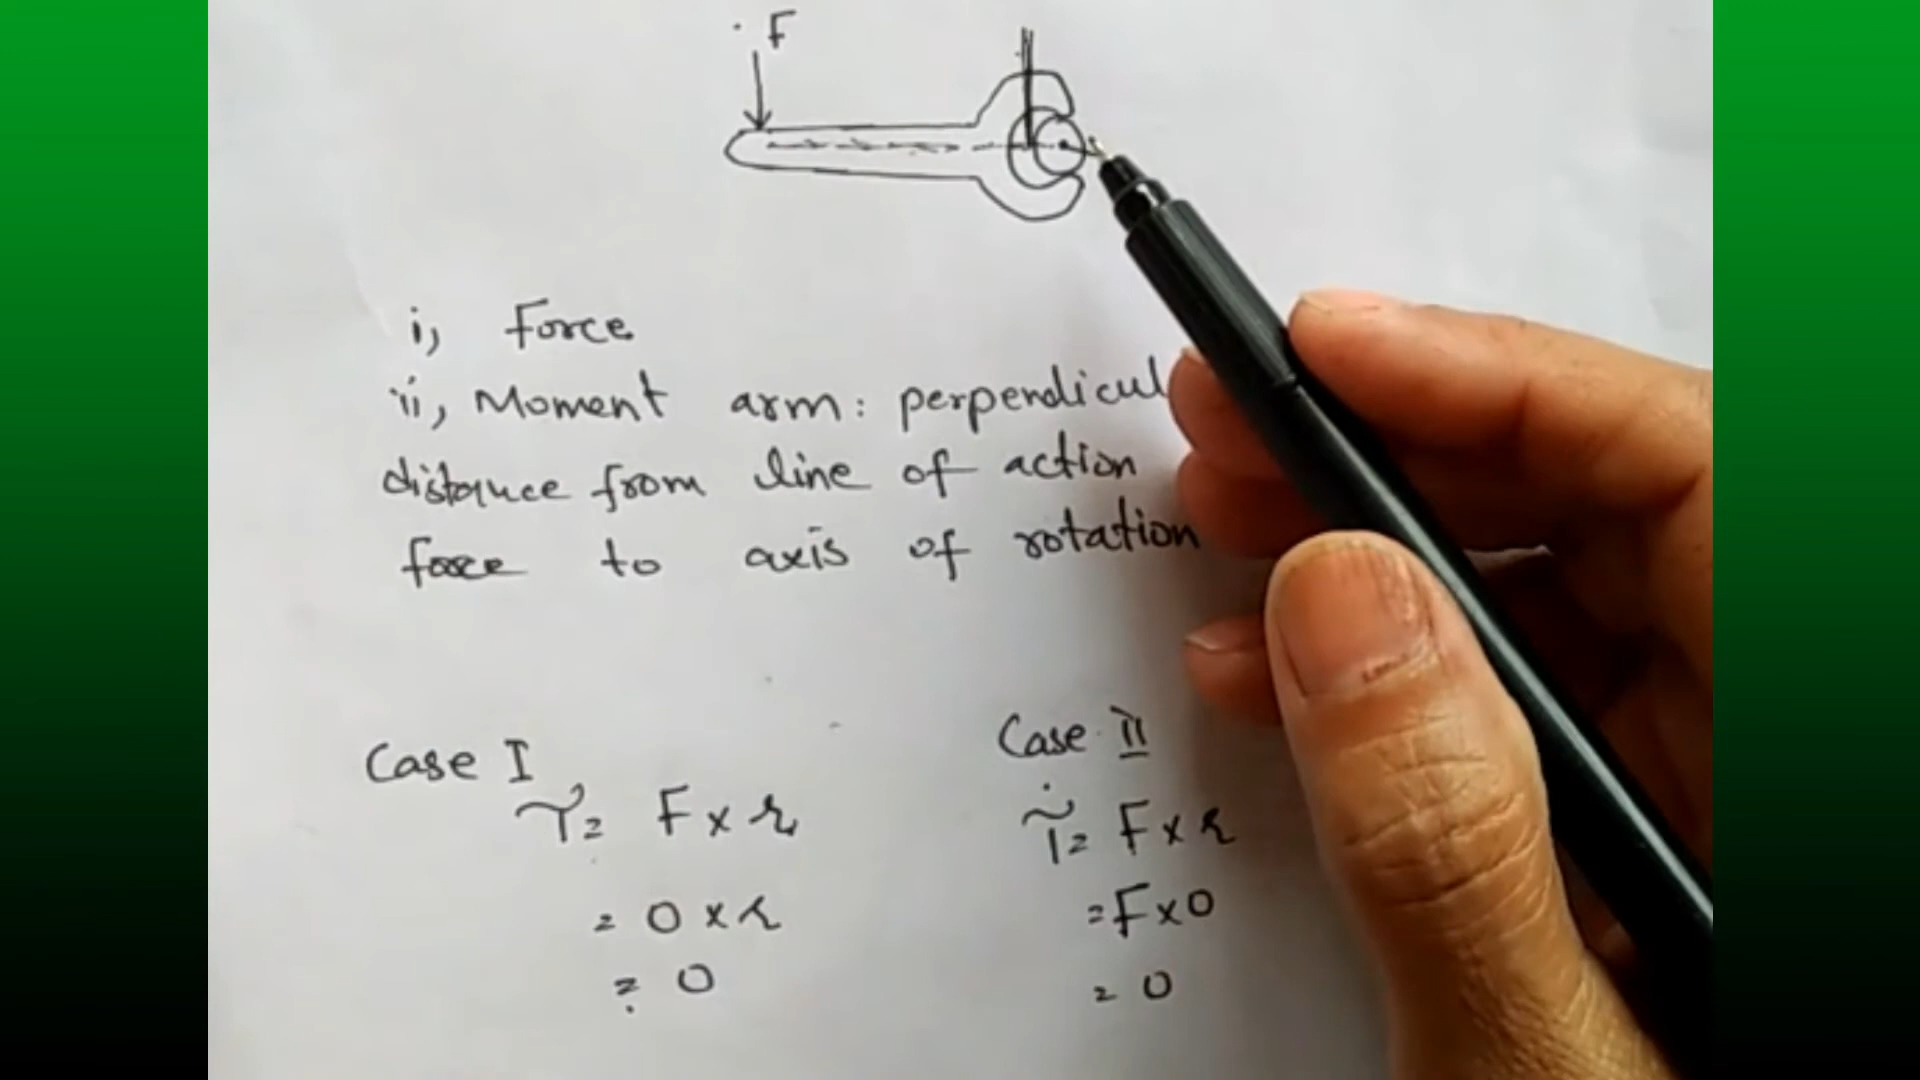 F
i, Force
ii, Moment arm: perpendicul
distance from line of action
force to axis of rotation
Case I
τ = F x r
= 0 x r
= 0
Case II
τ = F x r
= F x 0
= 0